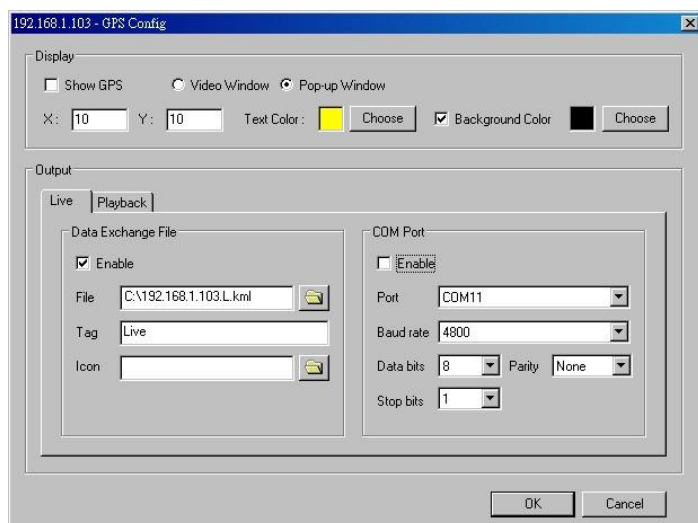 192.168.1.103 - GPS Config
Display
Show GPS Video Window Pop-up Window
X : 10 Y : 10 Text Color : Choose Background Color Choose
Output
Live Playback
Data Exchange File
Enable
File C:\192.168.1.103.L.kml
Tag Live
Icon
COM Port
Enable
Port COM11
Baud rate 4800
Data bits 8 Parity None
Stop bits 1
OK Cancel